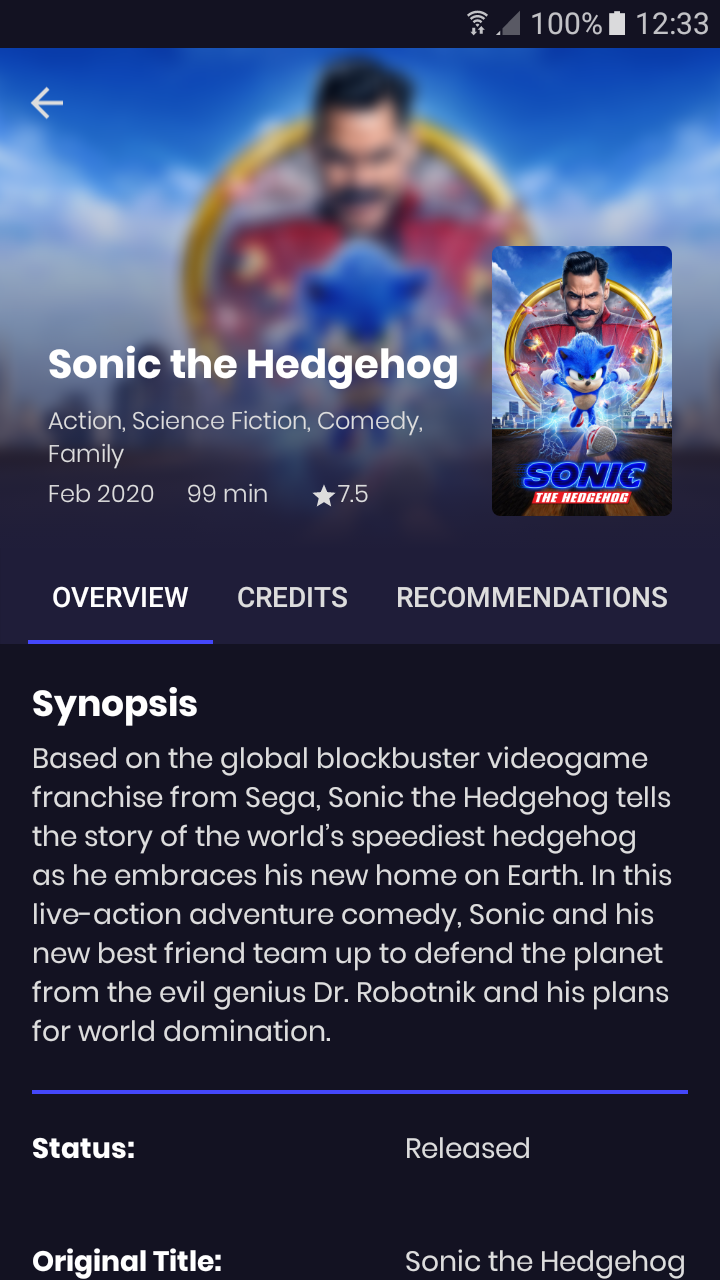 100% 12:33
Sonic the Hedgehog
Action, Science Fiction, Comedy,
Family
Feb 2020 99 min 7.5
SONIC
THE HEDGEHOG
OVERVIEW CREDITS RECOMMENDATIONS
Synopsis
Based on the global blockbuster videogame
franchise from Sega, Sonic the Hedgehog tells
the story of the world’s speediest hedgehog
as he embraces his new home on Earth. In this
live-action adventure comedy, Sonic and his
new best friend team up to defend the planet
from the evil genius Dr. Robotnik and his plans
for world domination.
Status: Released
Original Title: Sonic the Hedgehog